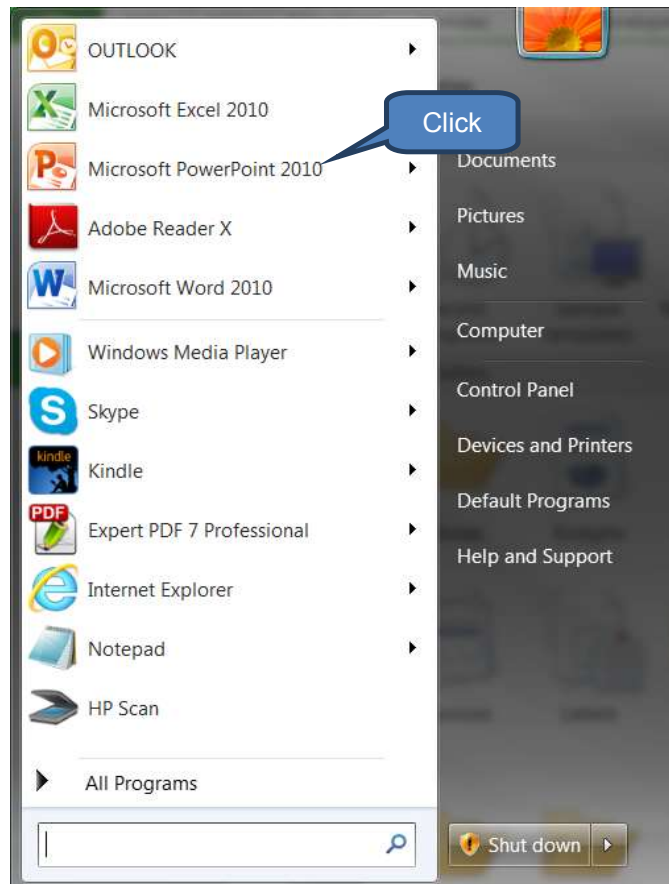 OUTLOOK
Microsoft Excel 2010
Click
Microsoft PowerPoint 2010
Adobe Reader X
Microsoft Word 2010
Windows Media Player
Skype
kindle
Kindle
PDF
Expert PDF 7 Professional
Internet Explorer
Notepad
HP Scan
All Programs
Documents
Pictures
Music
Computer
Control Panel
Devices and Printers
Default Programs
Help and Support
Shut down